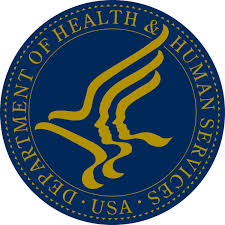 DEPARTMENT OF HEALTH & HUMAN SERVICES · USA ·